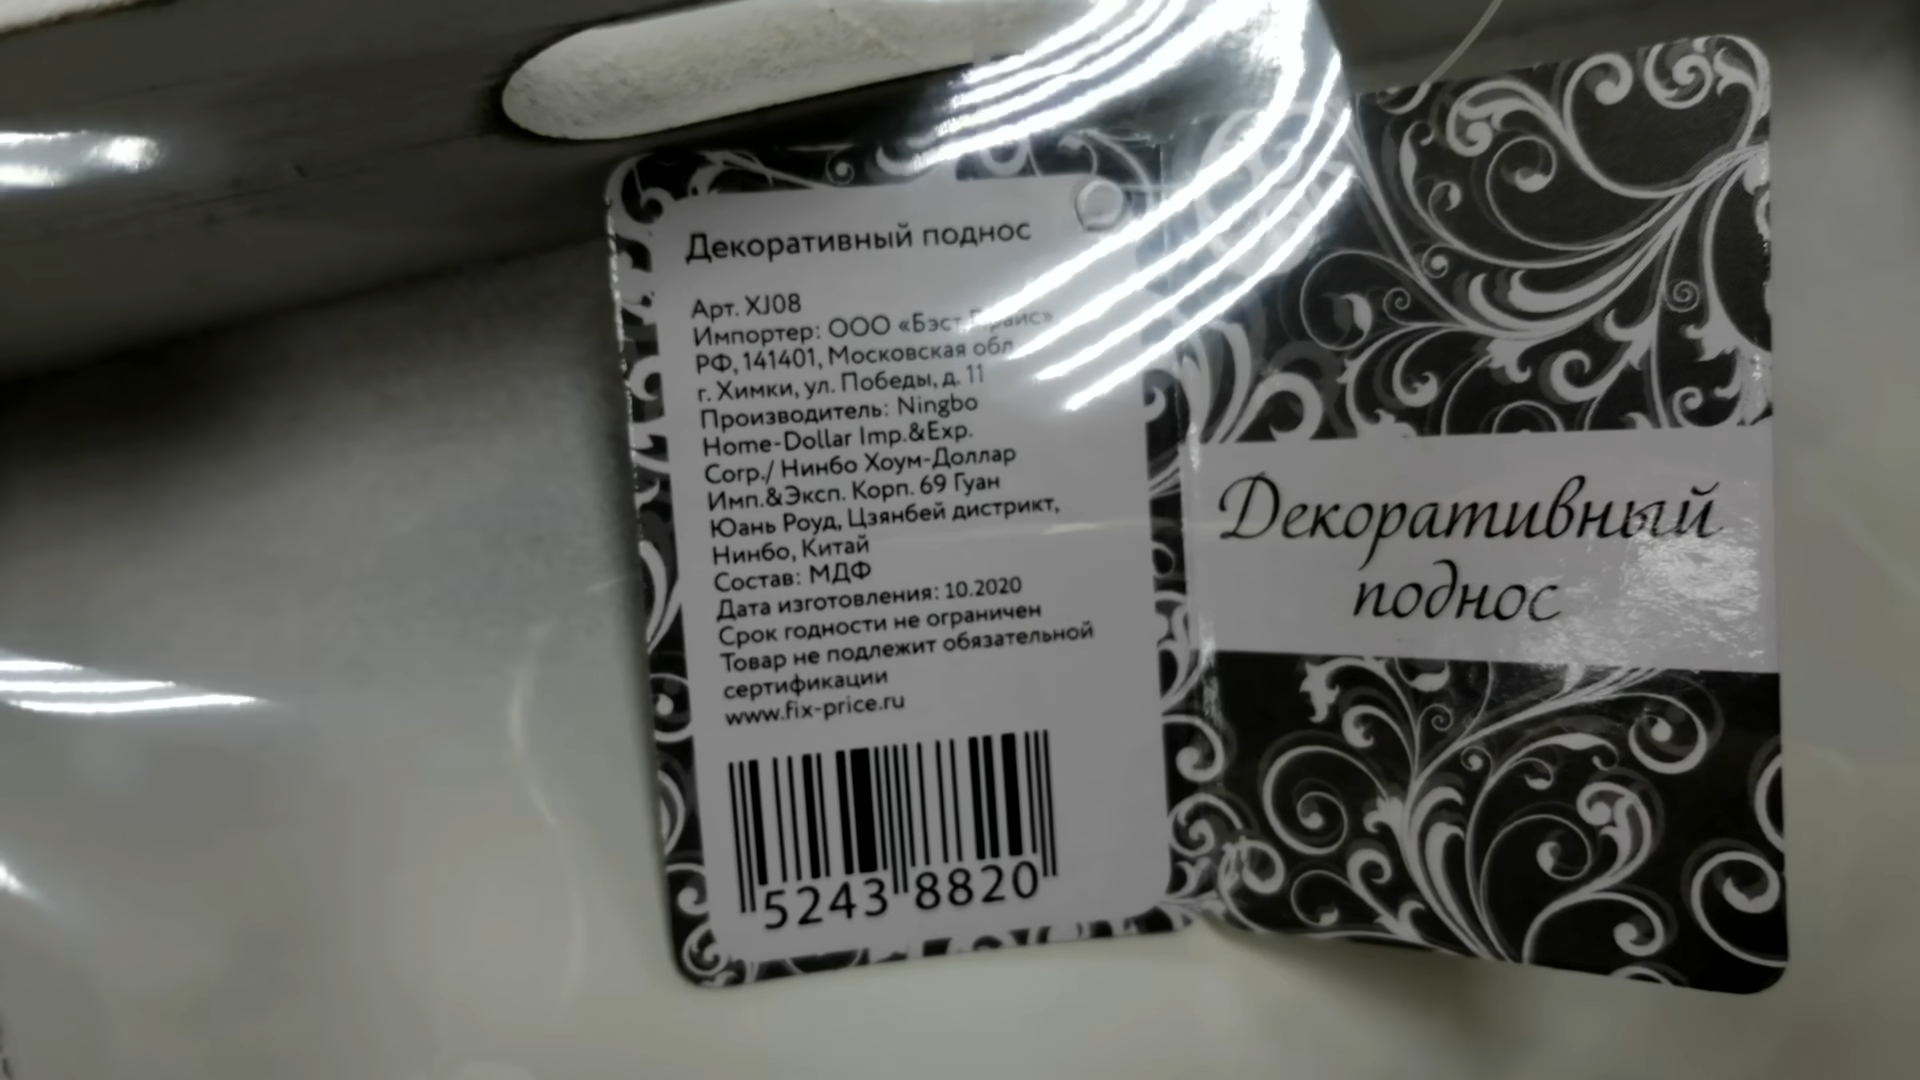 Декоративный поднос
Арт. XJ08
Импортер: ООО «Бэст Прайс»
РФ, 141401, Московская обл
г. Химки, ул. Победы, д. 11
Производитель: Ningbo
Home-Dollar Imp.&Exp.
Corp./ Нинбо Хоум-Доллар
Имп.&Эксп. Корп. 69 Гуан
Юань Роуд, Цзянбей дистрикт,
Нинбо, Китай
Состав: МДФ
Дата изготовления: 10.2020
Срок годности не ограничен
Товар не подлежит обязательной
сертификации
www.fix-price.ru
5243 8820
Декоративный
поднос